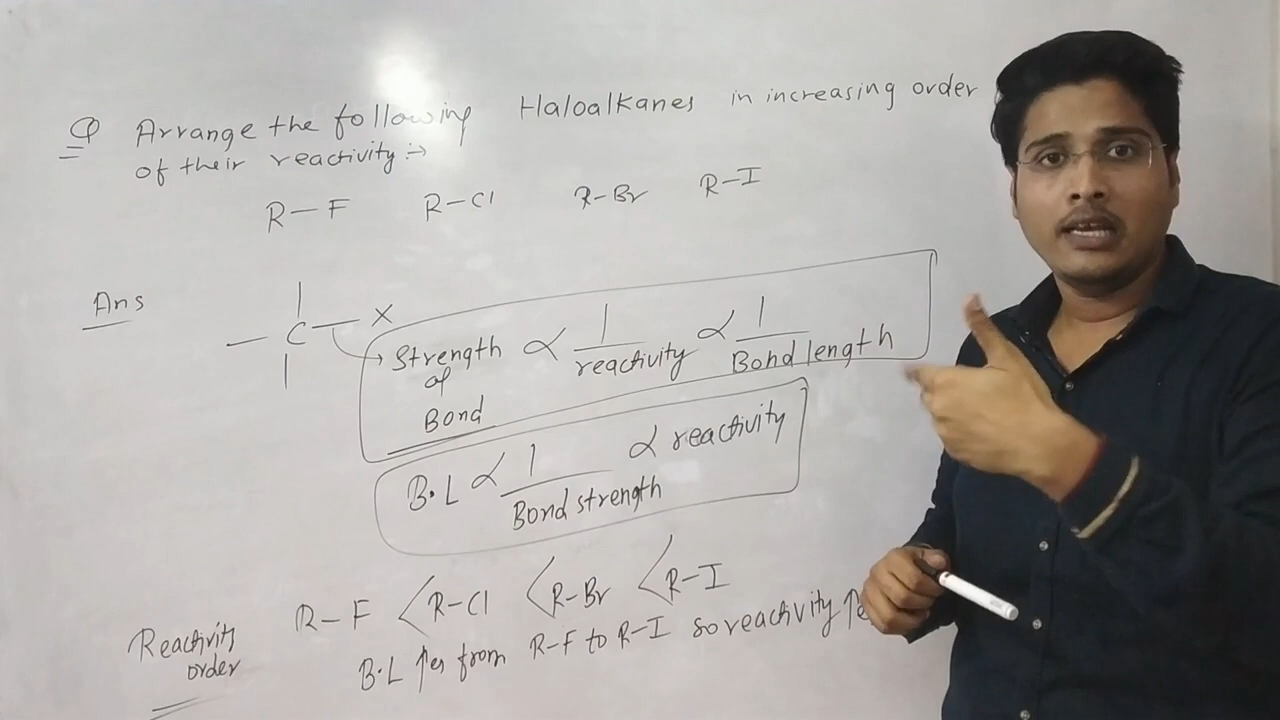 Q Arrange the following Haloalkanes in increasing order
of their reactivity :→
R—F R—Cl R-Br R-I
Ans
— C — X
Strength of Bond ∝ 1/reactivity ∝ 1/Bond length
B.L ∝ 1/Bond strength ∝ reactivity
Reactivity order
R-F < R-Cl < R-Br < R-I
B.L ↑es from R-F to R-I so reactivity ↑e